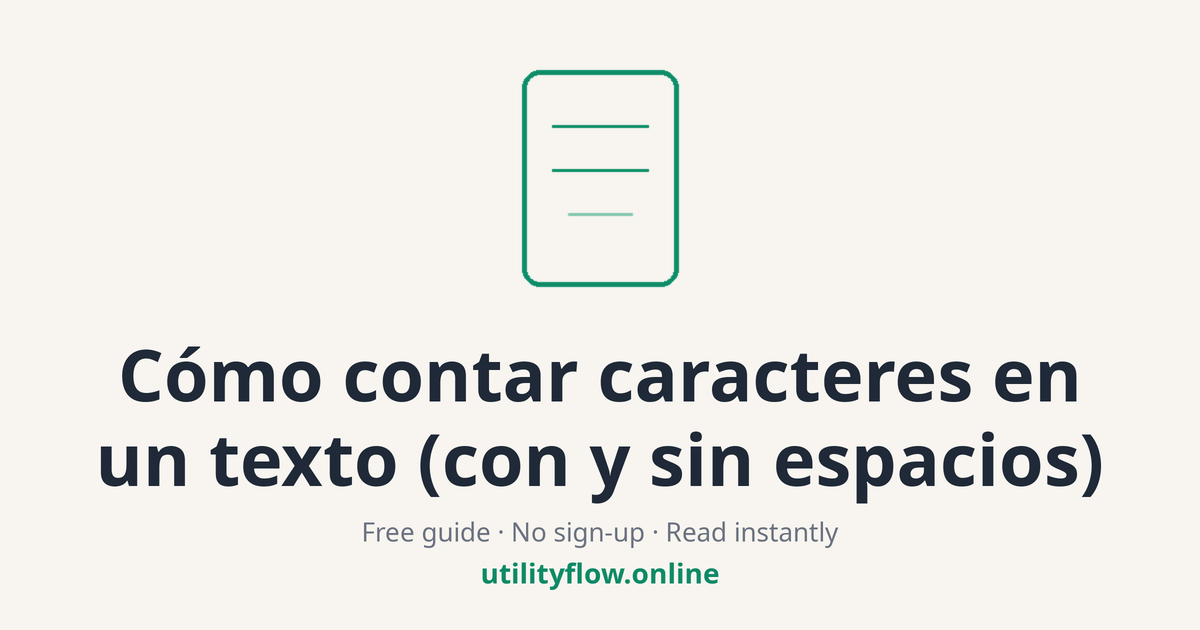 Cómo contar caracteres en
un texto (con y sin espacios)
Free guide · No sign-up · Read instantly
utilityflow.online